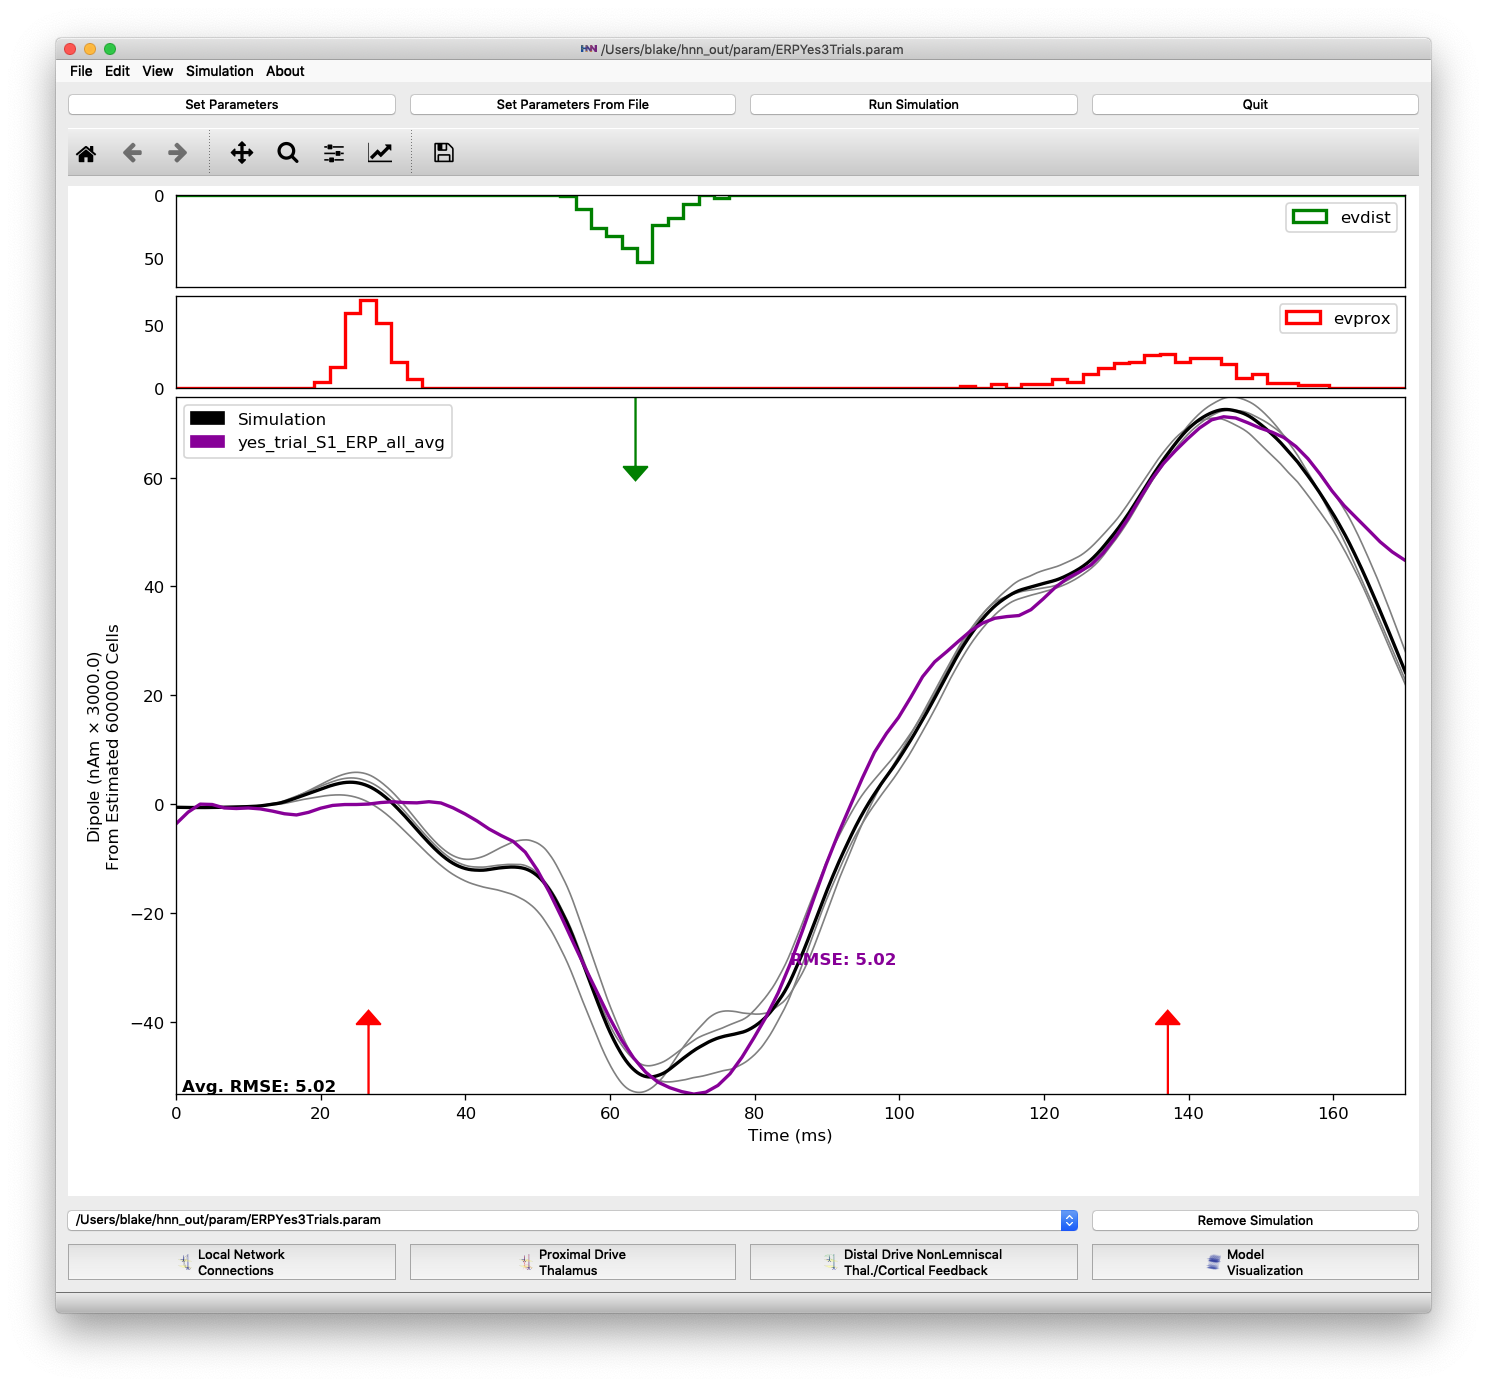 HNN /Users/blake/hnn_out/param/ERPYes3Trials.param
File Edit View Simulation About
Set Parameters Set Parameters From File Run Simulation Quit
0
50
evdist
50
0
evprox
Simulation
yes_trial_S1_ERP_all_avg
60
40
20
0
−20
−40
Dipole (nAm × 3000.0)
From Estimated 600000 Cells
RMSE: 5.02
Avg. RMSE: 5.02
0 20 40 60 80 100 120 140 160
Time (ms)
/Users/blake/hnn_out/param/ERPYes3Trials.param Remove Simulation
Local Network
Connections
Proximal Drive
Thalamus
Distal Drive NonLemniscal
Thal./Cortical Feedback
Model
Visualization